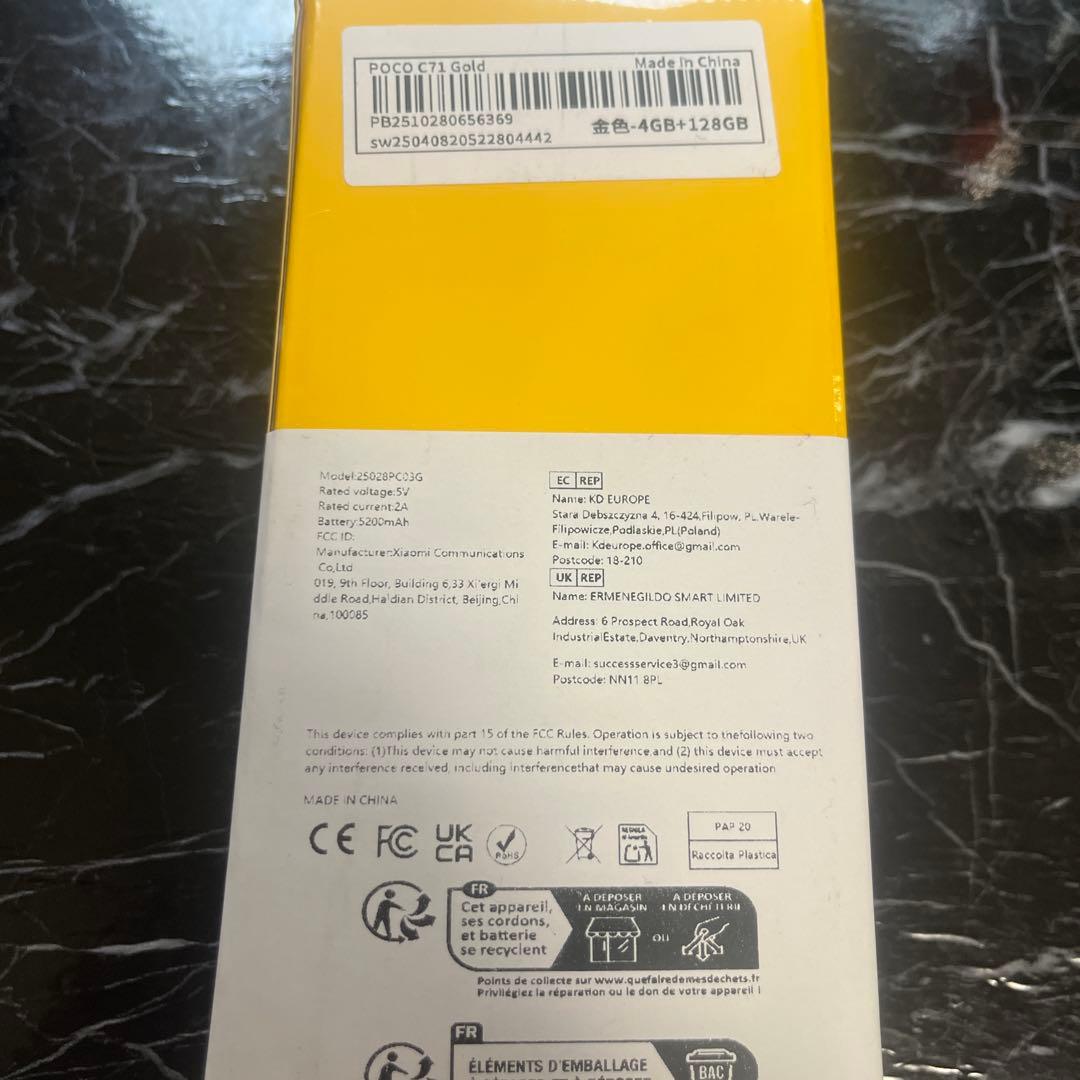 POCO C71 Gold
Made In China
PB2510280656369
金色-4GB+128GB
SW25040820522804442
Model:25028PC03G
Rated voltage:5V
Rated current:2A
Battery:5200mAh
FCC ID:
Manufacturer:Xiaomi Communications
Co,Ltd
019, 9th Floor, Building 6,33 Xi'ergi Mi
ddle Road,Haidian District, Beijing,Chi
na,100085
EC REP
Name: KD EUROPE
Stara Debszczyzna 4, 16-424,Filipow, PL.Warele-
Filipowicze,Podlaskie,PL(Poland)
E-mail: Kdeurope.office@gmail.com
Postcode: 18-210
UK REP
Name: ERMENEGILDO SMART LIMITED
Address: 6 Prospect Road,Royal Oak
IndustrialEstate,Daventry,Northamptonshire,UK
E-mail: successservice3@gmail.com
Postcode: NN11 8PL
This device complies with part 15 of the FCC Rules. Operation is subject to thefollowing two
conditions: (1)This device may not cause harmful interference,and (2) this device must accept
any interference received, including interferencethat may cause undesired operation
MADE IN CHINA
CE FC UK
CA
RoHS
PAP 20
Raccolta Plastica
FR
Cet appareil,
ses cordons,
et batterie
se recyclent
À DÉPOSER
EN MAGASIN
OU
À DÉPOSER
EN DÉCHÈTERIE
Points de collecte sur www.quefairedemesdechets.fr
Privilégiez la réparation ou le don de votre appareil !
FR
ÉLÉMENTS D'EMBALLAGE
BAC